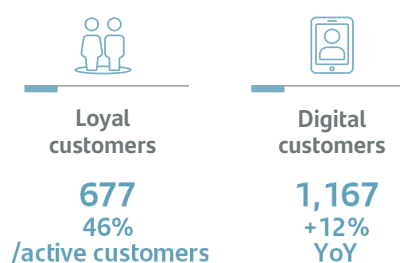 Loyal
customers
677
46%
/active customers
Digital
customers
1,167
+12%
YoY